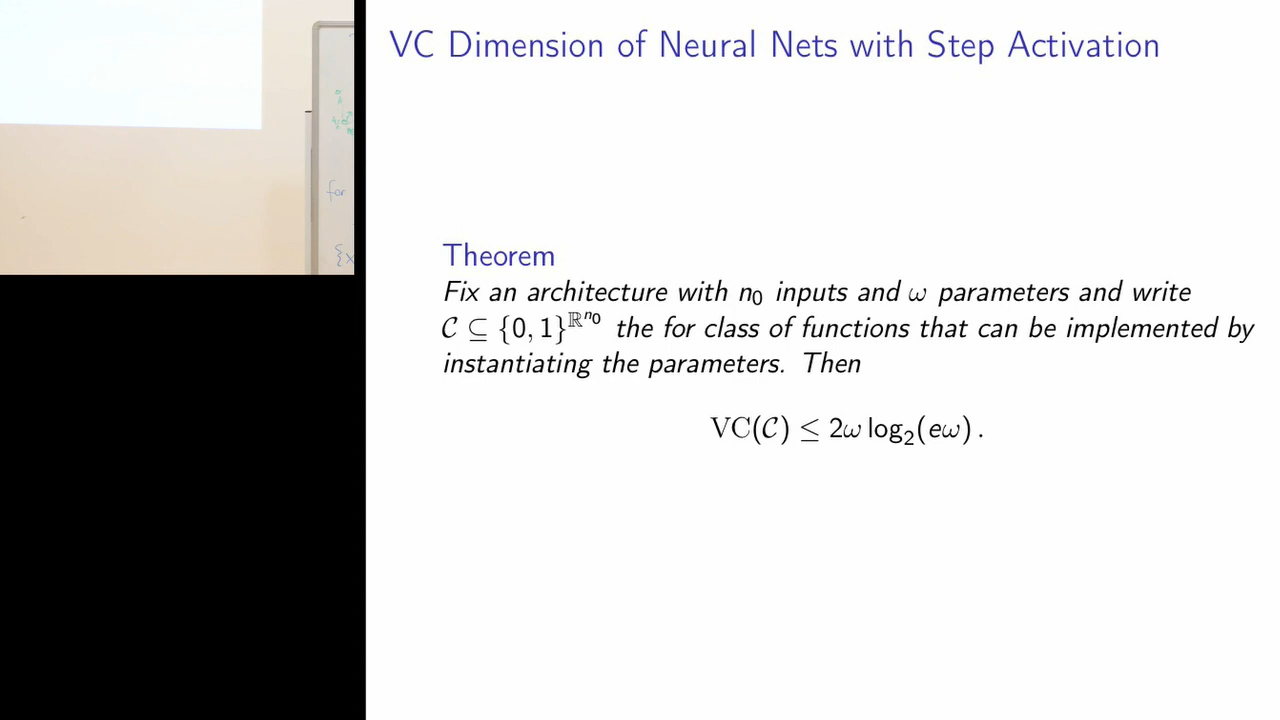 VC Dimension of Neural Nets with Step Activation
for
{x
Theorem
Fix an architecture with n₀ inputs and ω parameters and write
𝒞 ⊆ {0, 1}^ℝ^n₀ the for class of functions that can be implemented by
instantiating the parameters. Then
VC(𝒞) ≤ 2ω log₂(eω) .